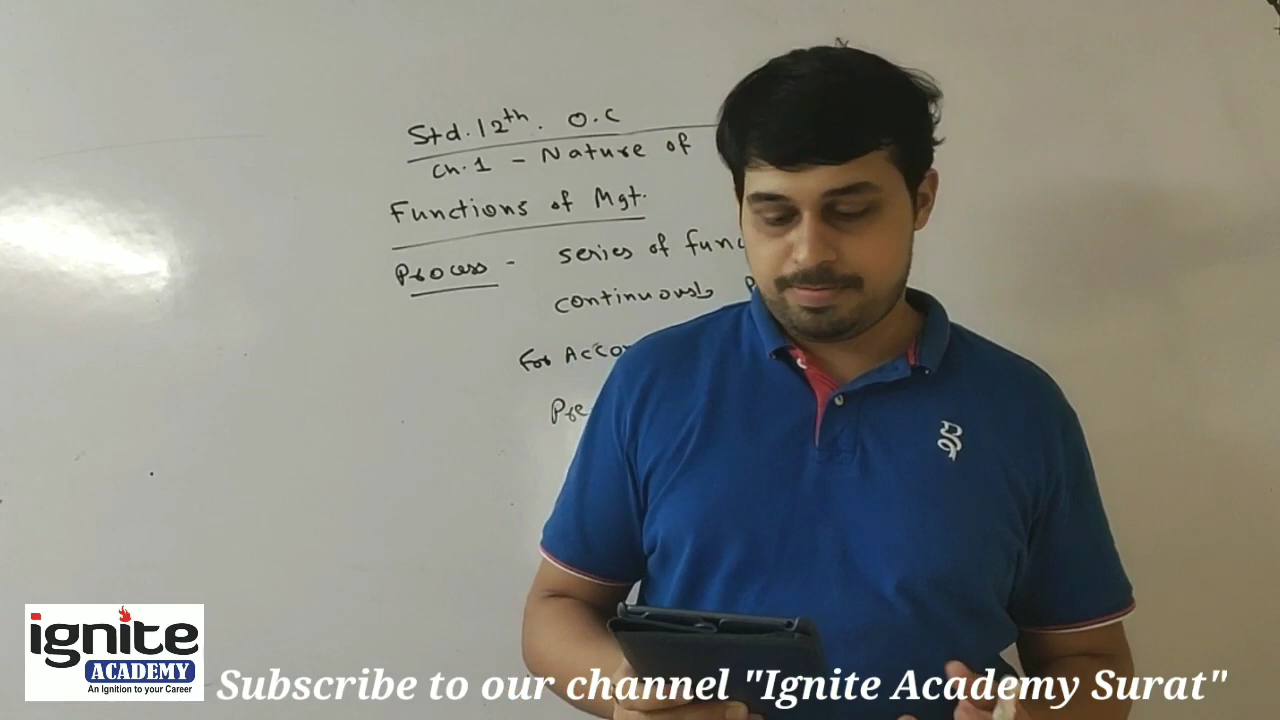 Std. 12th. O.C
Ch.1 - Nature of
Functions of Mgt.
Process - series of func
continuously
For Acco
Pre
ignite
ACADEMY
An Ignition to your Career
Subscribe to our channel "Ignite Academy Surat"